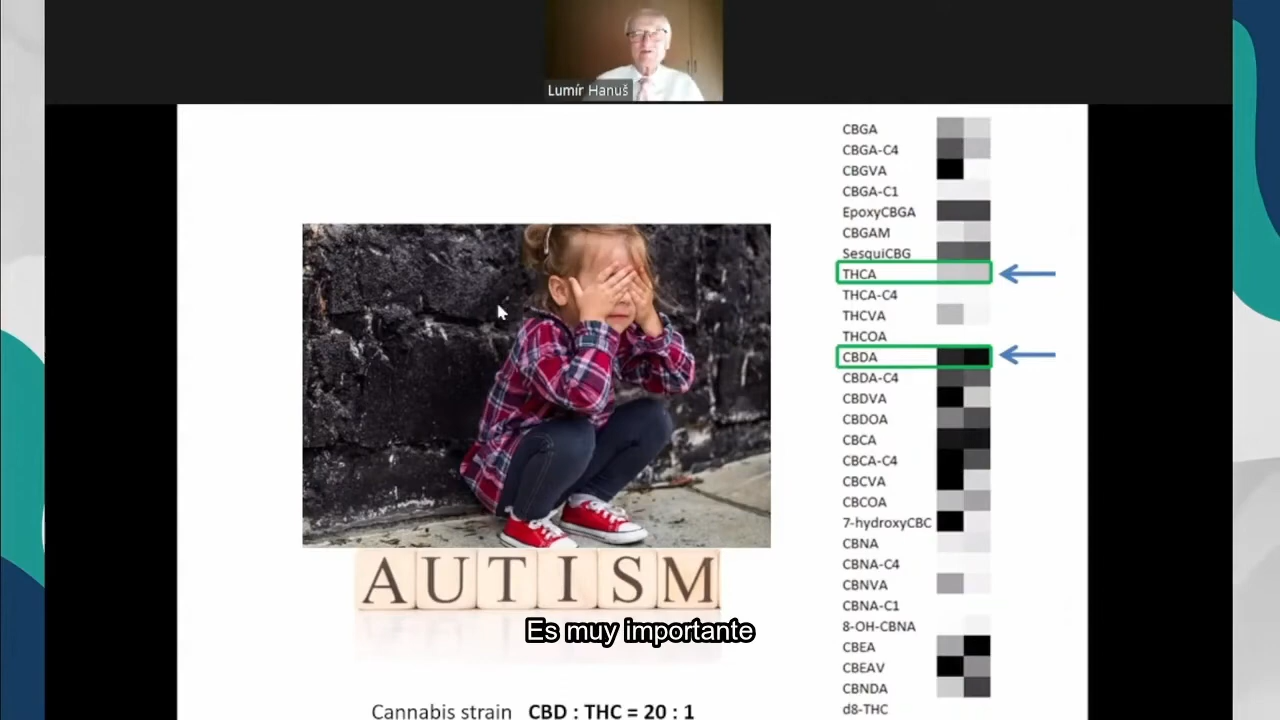 Lumír Hanuš
CBGA
CBGA-C4
CBGVA
CBGA-C1
EpoxyCBGA
CBGAM
SesquiCBG
THCA
THCA-C4
THCVA
THCOA
CBDA
CBDA-C4
CBDVA
CBDOA
CBCA
CBCA-C4
CBCVA
CBCOA
7-hydroxyCBC
CBNA
CBNA-C4
CBNVA
CBNA-C1
8-OH-CBNA
CBEA
CBEAV
CBNDA
d8-THC
AUTISM
Es muy importante
Cannabis strain CBD : THC = 20 : 1